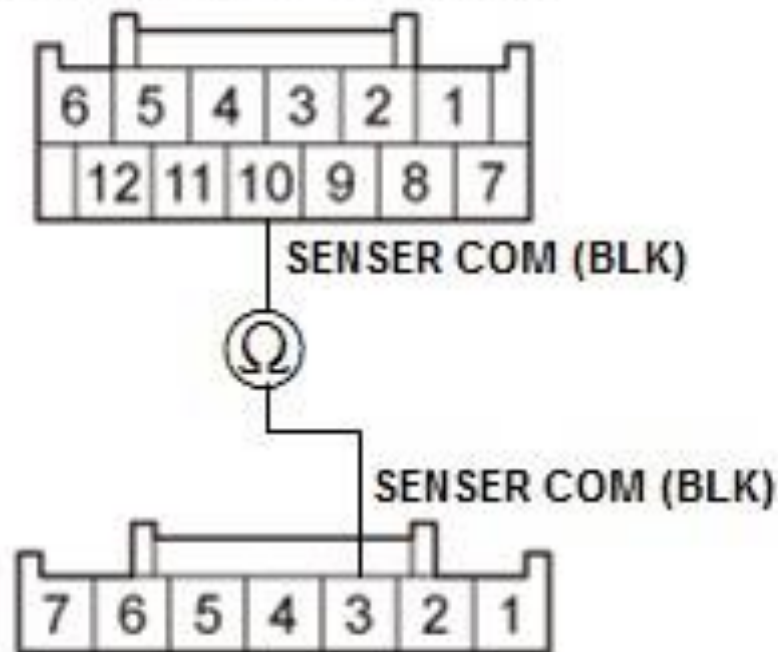 6 5 4 3 2 1
12 11 10 9 8 7
SENSER COM (BLK)
Ω
SENSER COM (BLK)
7 6 5 4 3 2 1